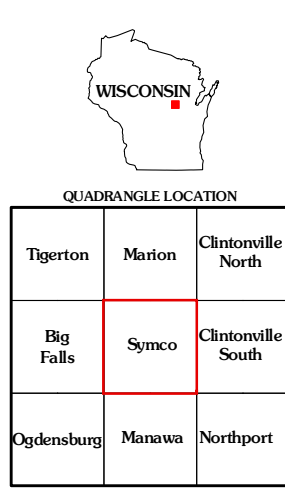 WISCONSIN
QUADRANGLE LOCATION
Tigerton
Marion
Clintonville
North
Big
Falls
Symco
Clintonville
South
Ogdensburg
Manawa
Northport